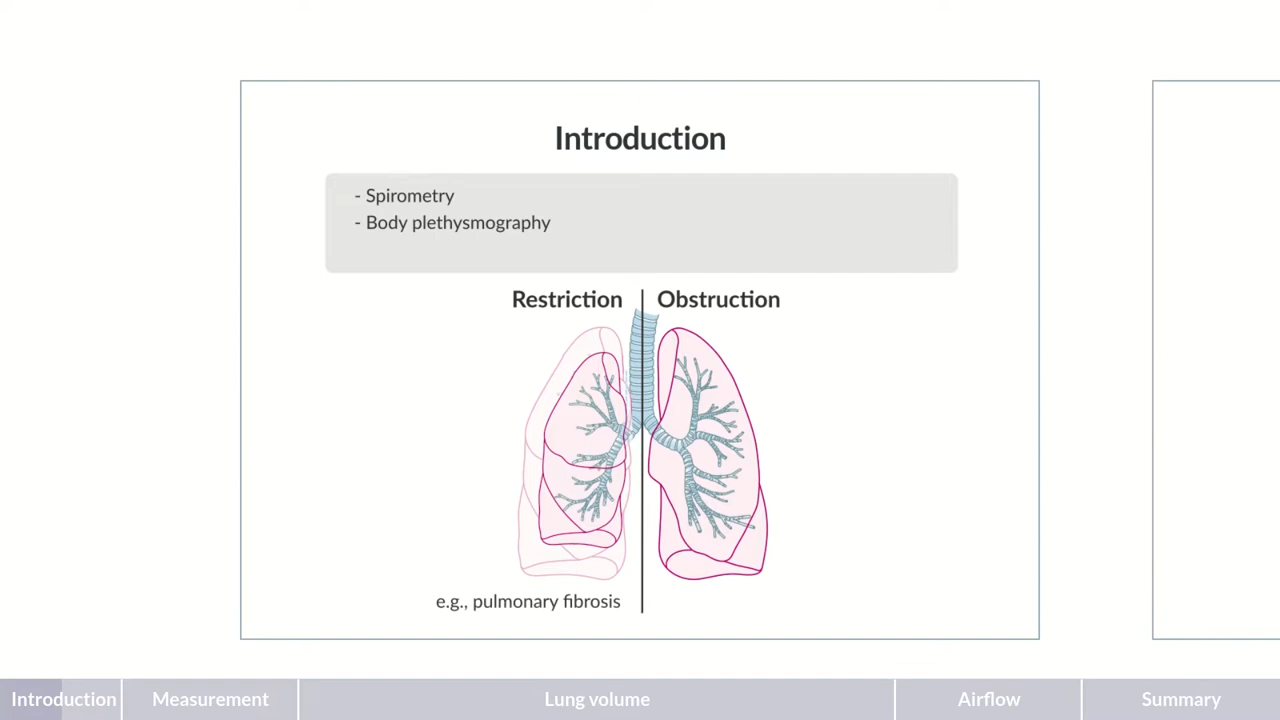 Introduction
- Spirometry
- Body plethysmography
Restriction
Obstruction
e.g., pulmonary fibrosis
Introduction
Measurement
Lung volume
Airflow
Summary